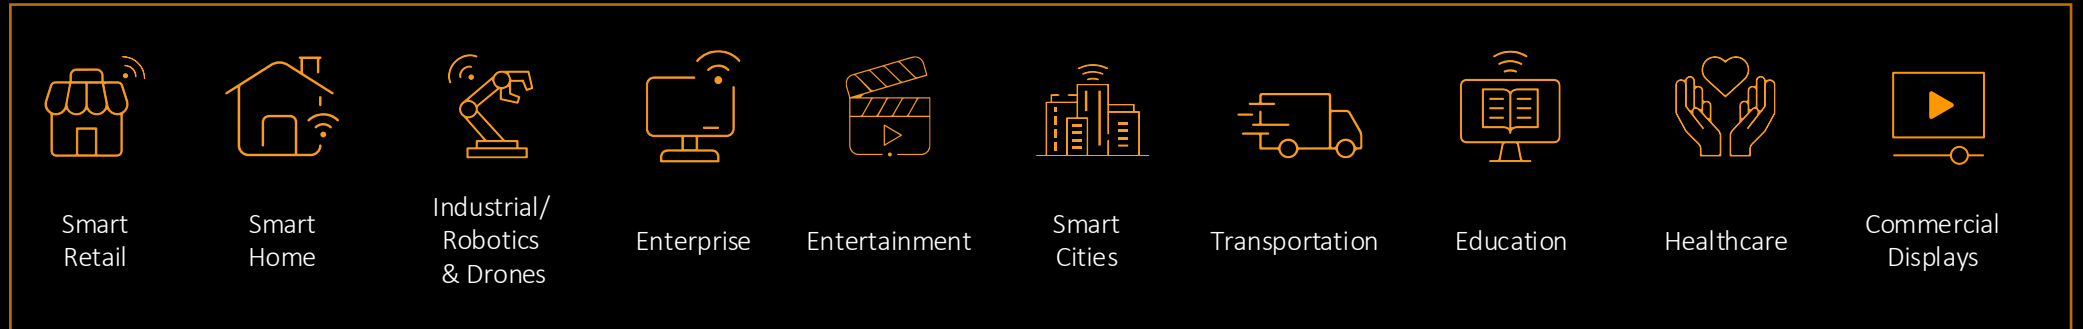 Smart
Retail
Smart
Home
Industrial/
Robotics
& Drones
Enterprise
Entertainment
Smart
Cities
Transportation
Education
Healthcare
Commercial
Displays